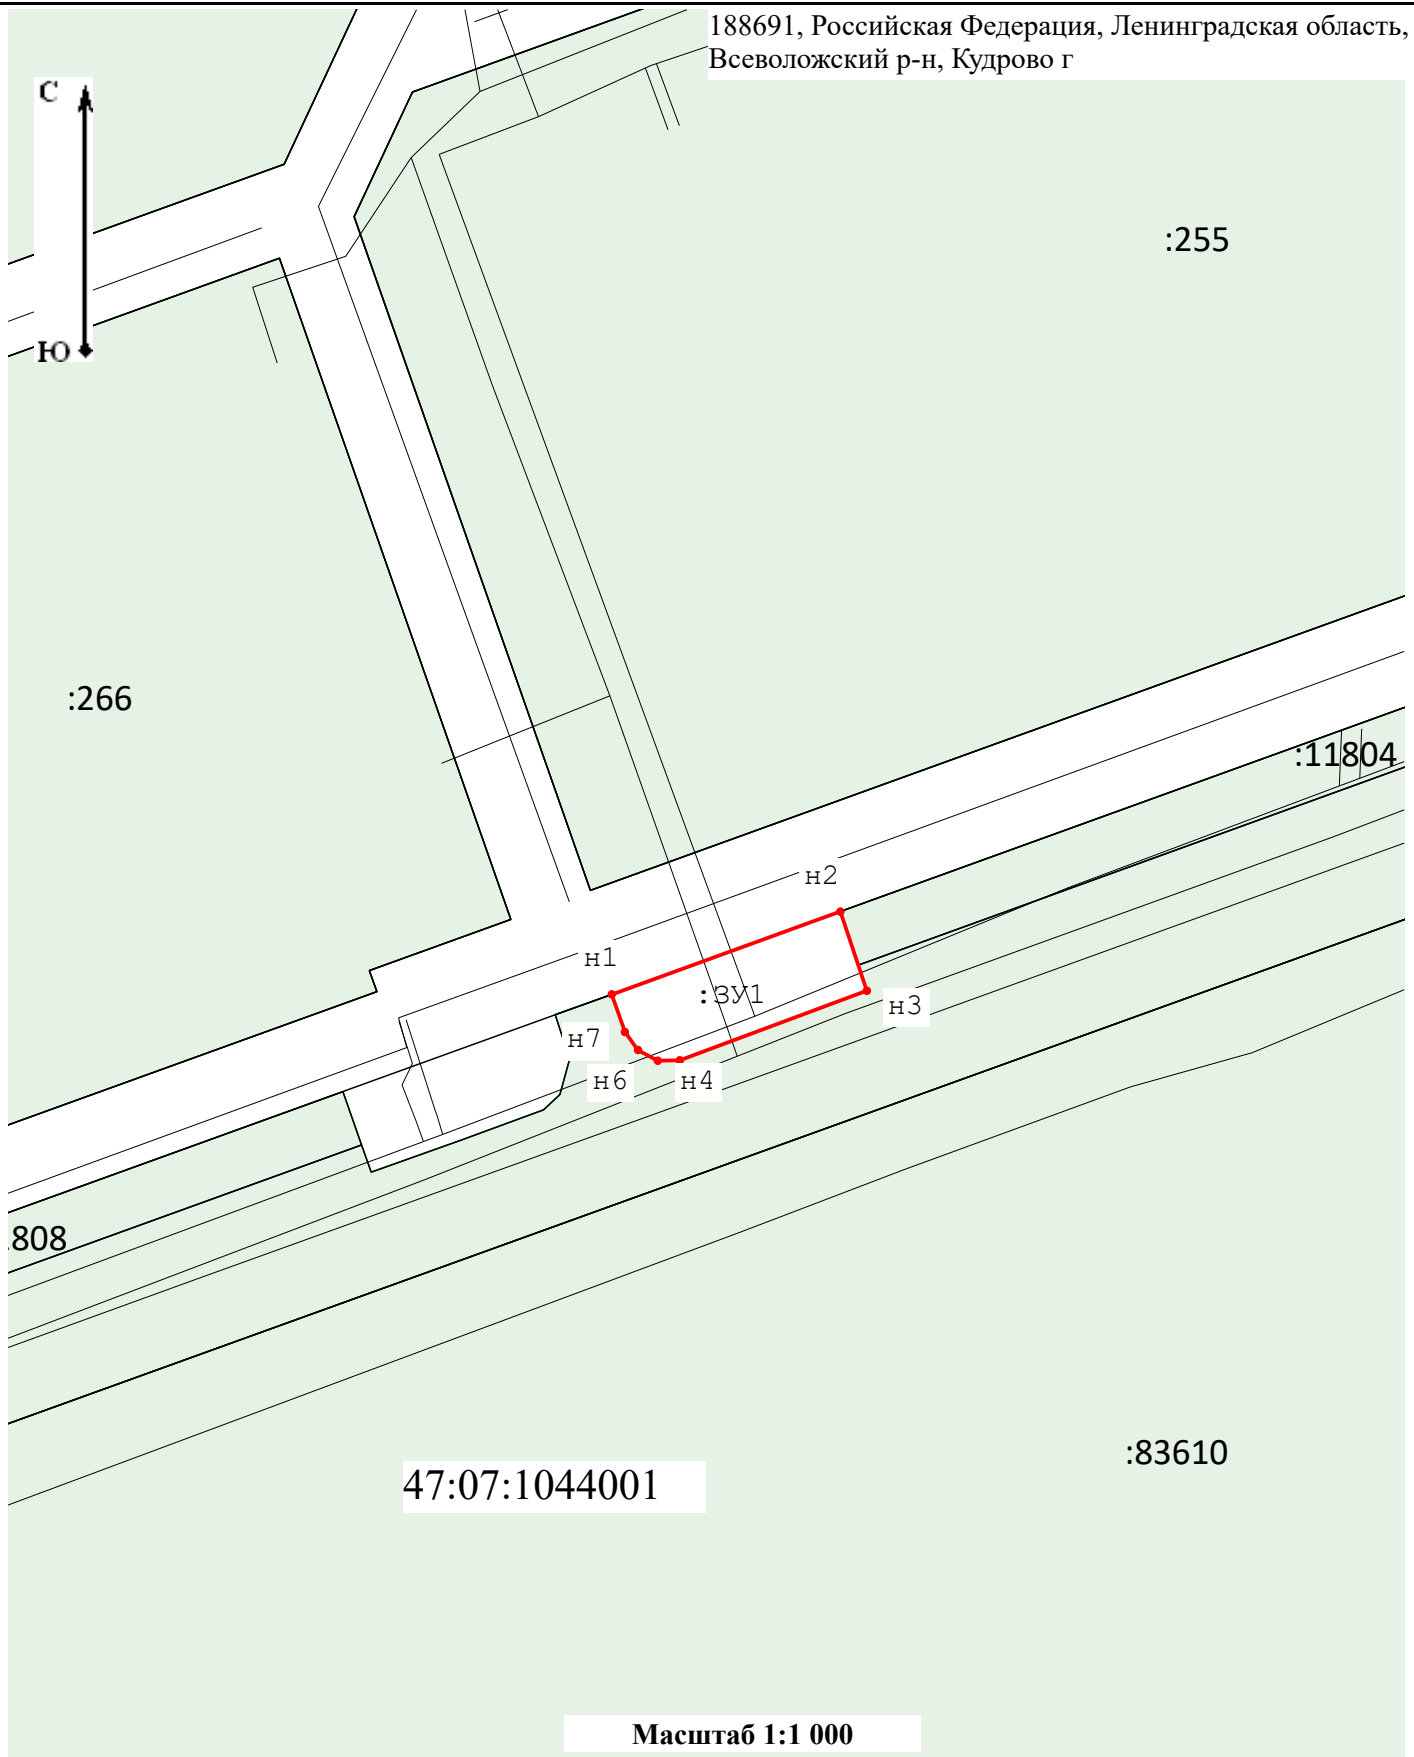 188691, Российская Федерация, Ленинградская область,
Всеволожский р-н, Кудрово г
С
Ю
:255
:266
:11804
н2
н1
:ЗУ1
н3
н7
н6
н4
808
:83610
47:07:1044001
Масштаб 1:1 000